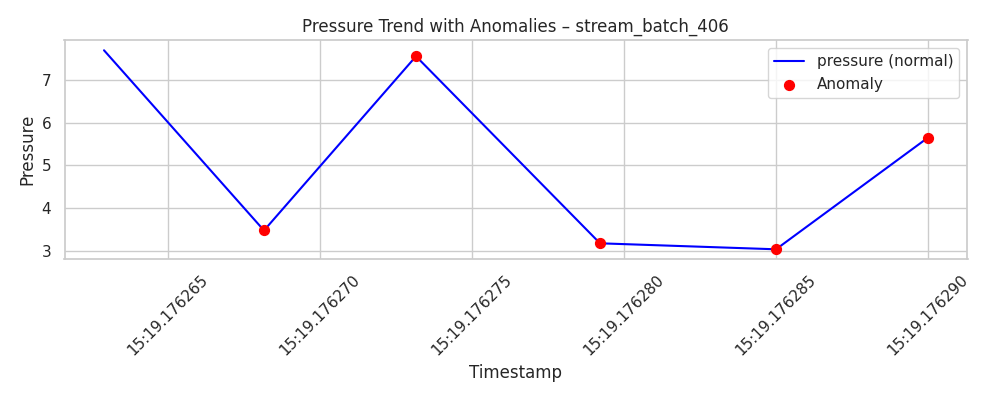 Pressure Trend with Anomalies – stream_batch_406
pressure (normal)
Anomaly
Pressure
7
6
5
4
3
15:19.176265
15:19.176270
15:19.176275
15:19.176280
15:19.176285
15:19.176290
Timestamp